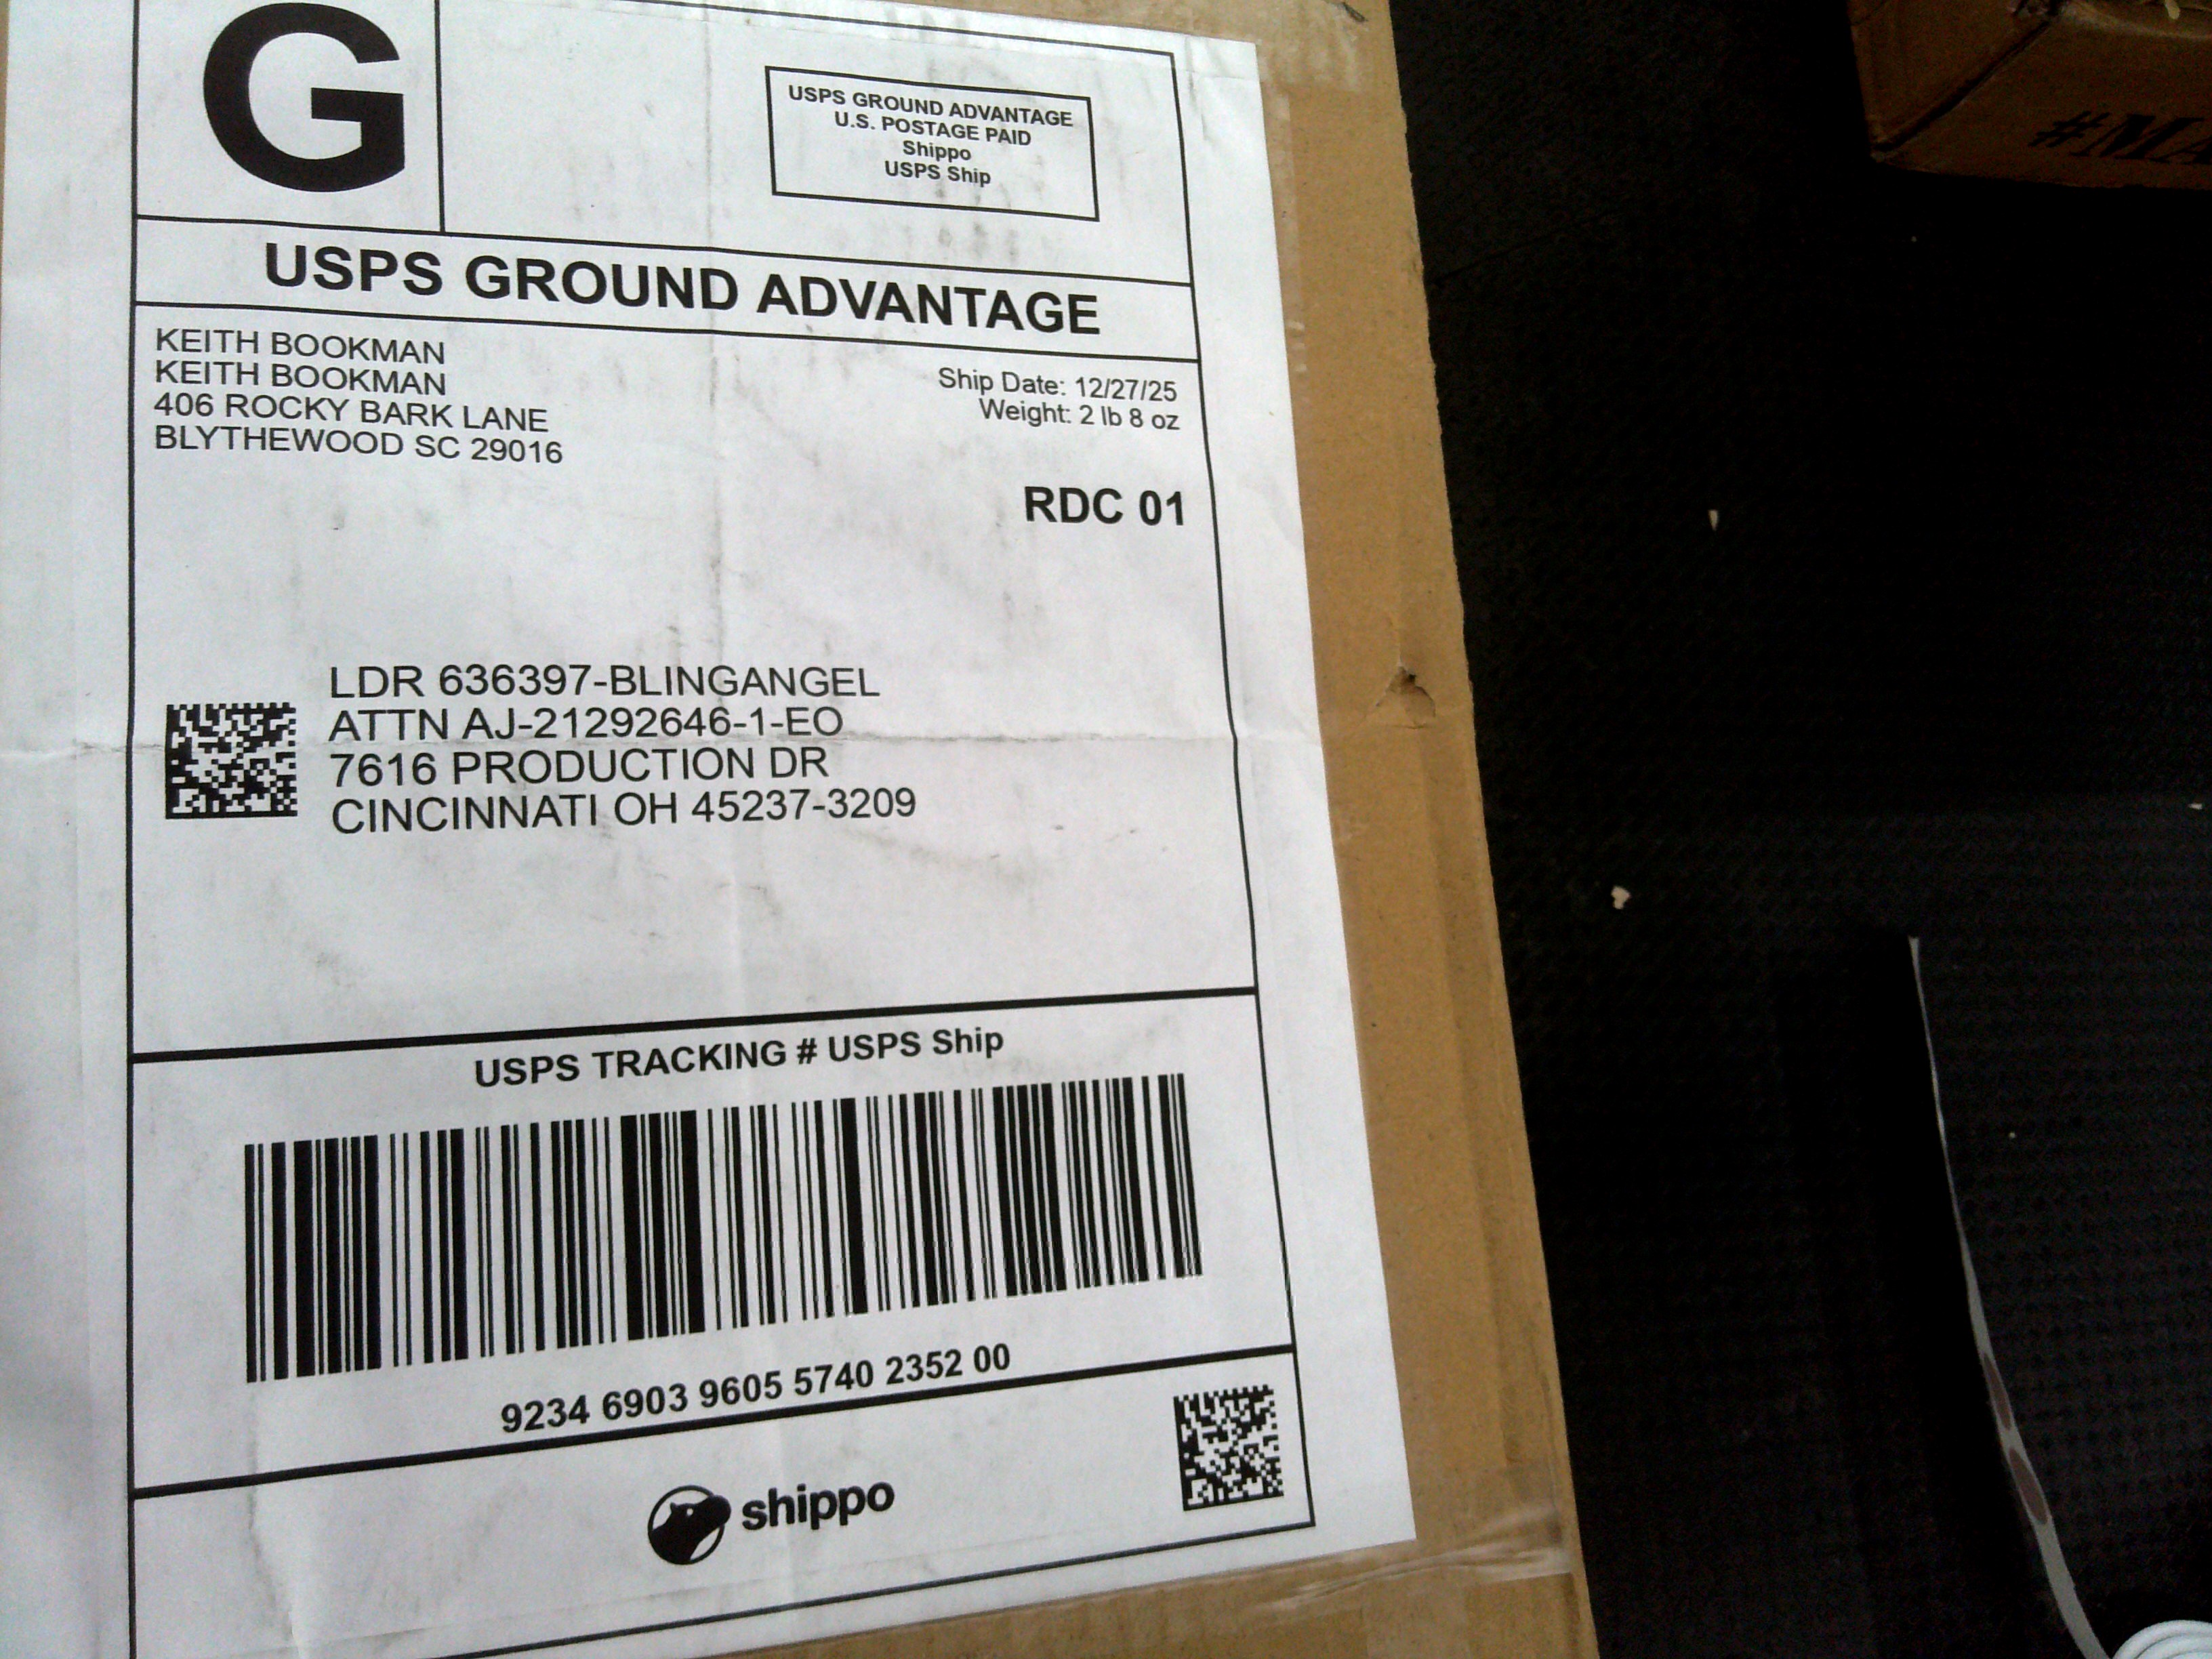 G
USPS GROUND ADVANTAGE
U.S. POSTAGE PAID
Shippo
USPS Ship
USPS GROUND ADVANTAGE
KEITH BOOKMAN
KEITH BOOKMAN
406 ROCKY BARK LANE
BLYTHEWOOD SC 29016
Ship Date: 12/27/25
Weight: 2 lb 8 oz
RDC 01
LDR 636397-BLINGANGEL
ATTN AJ-21292646-1-EO
7616 PRODUCTION DR
CINCINNATI OH 45237-3209
USPS TRACKING # USPS Ship
9234 6903 9605 5740 2352 00
shippo